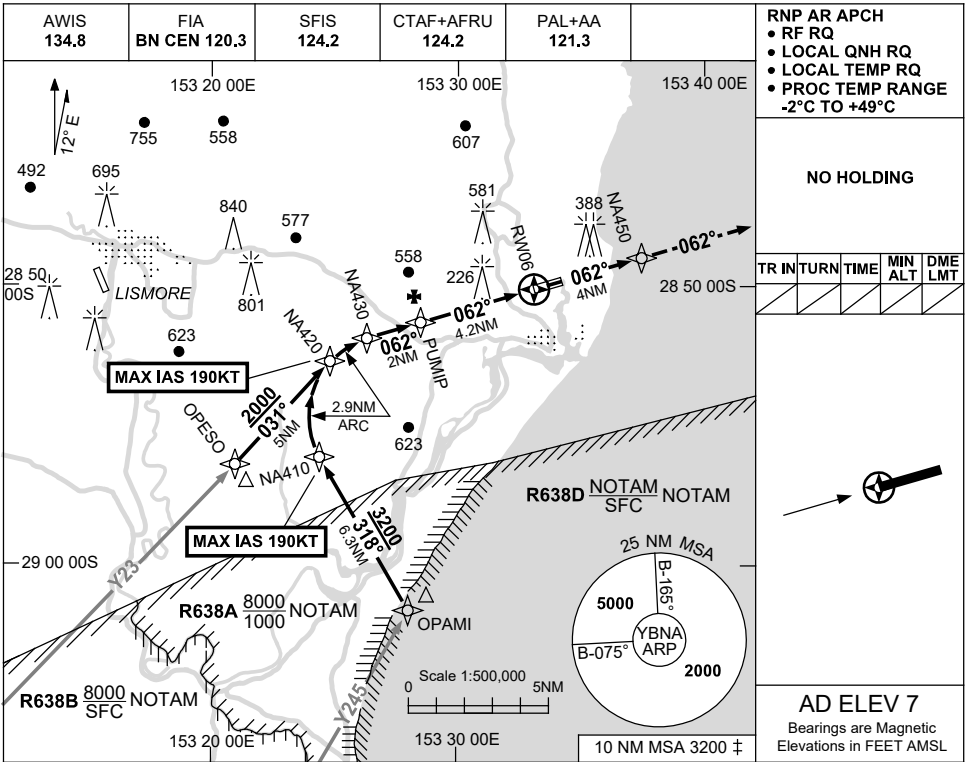 AWIS
134.8
FIA
BN CEN 120.3
SFIS
124.2
CTAF+AFRU
124.2
PAL+AA
121.3
RNP AR APCH
• RF RQ
• LOCAL QNH RQ
• LOCAL TEMP RQ
• PROC TEMP RANGE
-2°C TO +49°C
NO HOLDING
TR IN
TURN
TIME
MIN ALT
DME LMT
153 20 00E
153 30 00E
153 40 00E
12° E
755
558
607
492
695
840
577
581
388
NA450
RW06
062°
558
226
062°
4NM
28 50 00S
28 50 00S
LISMORE
801
NA430
NA420
062°
4.2NM
062°
2NM
PUMIP
623
MAX IAS 190KT
2000
031°
5NM
2.9NM
ARC
OPESO
NA410
623
MAX IAS 190KT
3200
318°
6.3NM
R638D NOTAM
SFC
NOTAM
29 00 00S
Y23
R638A 8000
1000
NOTAM
OPAMI
25 NM MSA
B-165°
5000
YBNA
ARP
B-075°
2000
Scale 1:500,000
0
5NM
R638B 8000
SFC
NOTAM
Y245
153 20 00E
153 30 00E
10 NM MSA 3200 ‡
AD ELEV 7
Bearings are Magnetic
Elevations in FEET AMSL